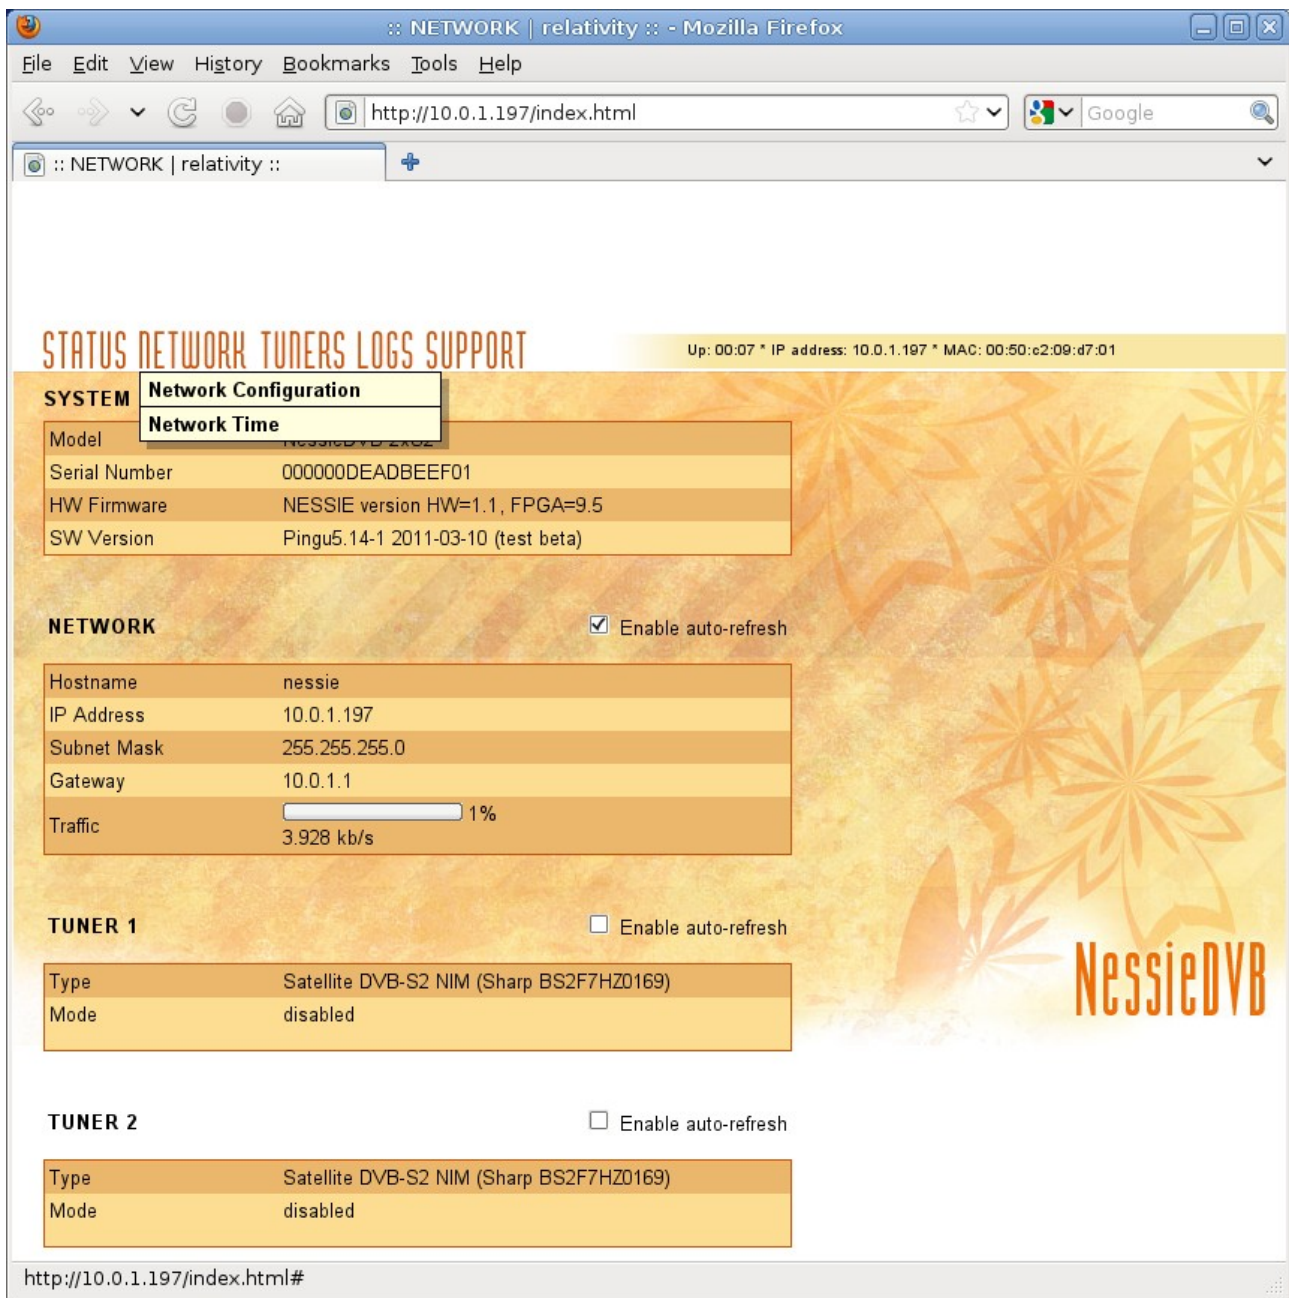 :: NETWORK | relativity :: - Mozilla Firefox
File Edit View History Bookmarks Tools Help
http://10.0.1.197/index.html Google
:: NETWORK | relativity ::
STATUS NETWORK TUNERS LOGS SUPPORT Up: 00:07 * IP address: 10.0.1.197 * MAC: 00:50:c2:09:d7:01
SYSTEM
Network Configuration
Network Time
Model
Serial Number 000000DEADBEEF01
HW Firmware NESSIE version HW=1.1, FPGA=9.5
SW Version Pingu5.14-1 2011-03-10 (test beta)
NETWORK Enable auto-refresh
Hostname nessie
IP Address 10.0.1.197
Subnet Mask 255.255.255.0
Gateway 10.0.1.1
Traffic 1%
3.928 kb/s
TUNER 1 Enable auto-refresh
Type Satellite DVB-S2 NIM (Sharp BS2F7HZ0169)
Mode disabled
NessieDVB
TUNER 2 Enable auto-refresh
Type Satellite DVB-S2 NIM (Sharp BS2F7HZ0169)
Mode disabled
http://10.0.1.197/index.html#